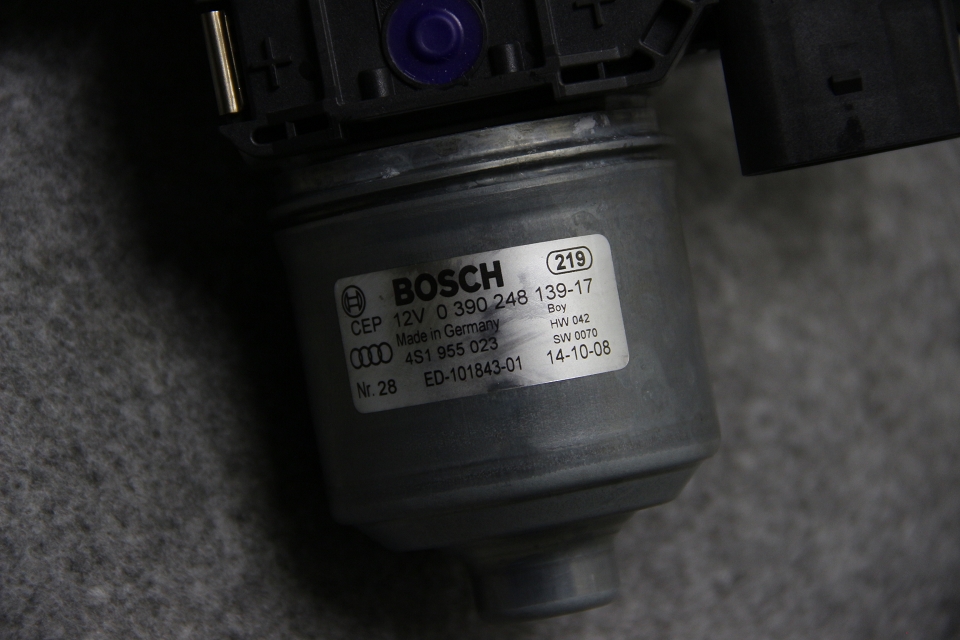 BOSCH 219
CEP 12V 0 390 248 139-17
Made in Germany Boy
HW 042
4S1 955 023 SW 0070
Nr. 28 ED-101843-01 14-10-08